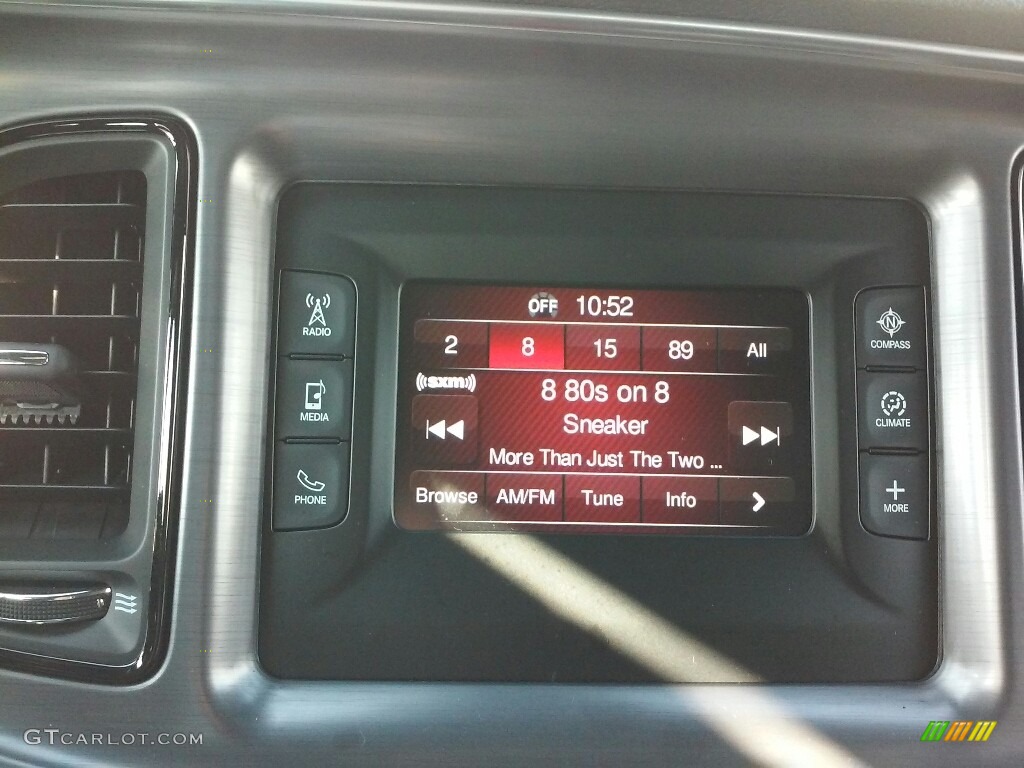 OFF 10:52
2 8 15 89 All
((sxm))
8 80s on 8
Sneaker
More Than Just The Two ...
Browse AM/FM Tune Info >
RADIO
MEDIA
PHONE
N
COMPASS
CLIMATE
+
MORE
GTCARLOT.COM